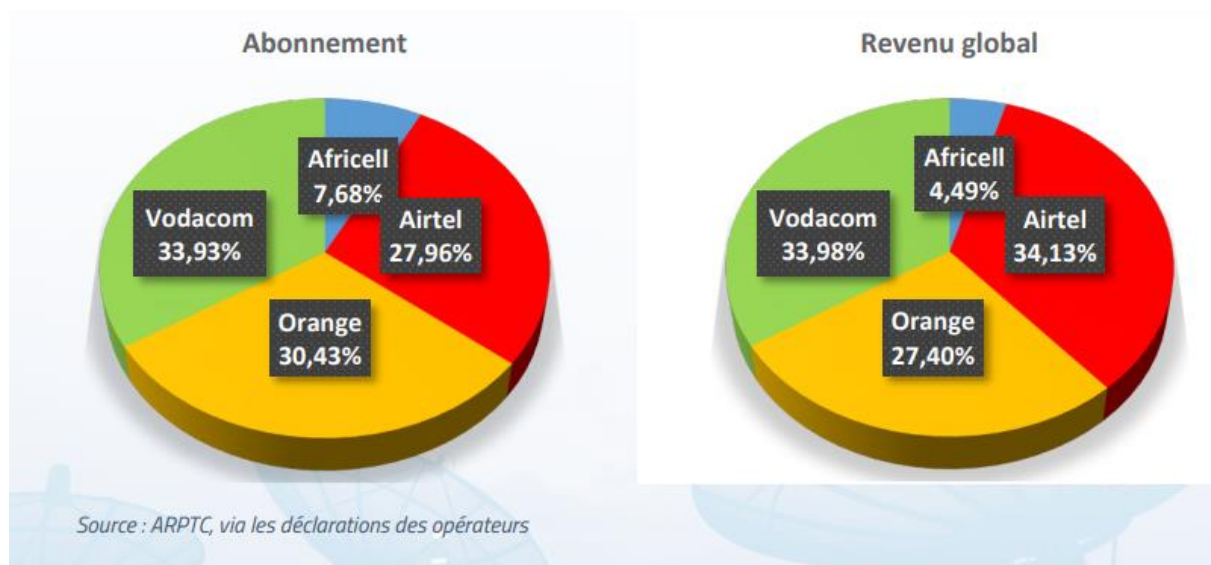 Abonnement
Africell
7,68%
Airtel
27,96%
Orange
30,43%
Vodacom
33,93%
Revenu global
Africell
4,49%
Airtel
34,13%
Orange
27,40%
Vodacom
33,98%
Source : ARPTC, via les déclarations des opérateurs